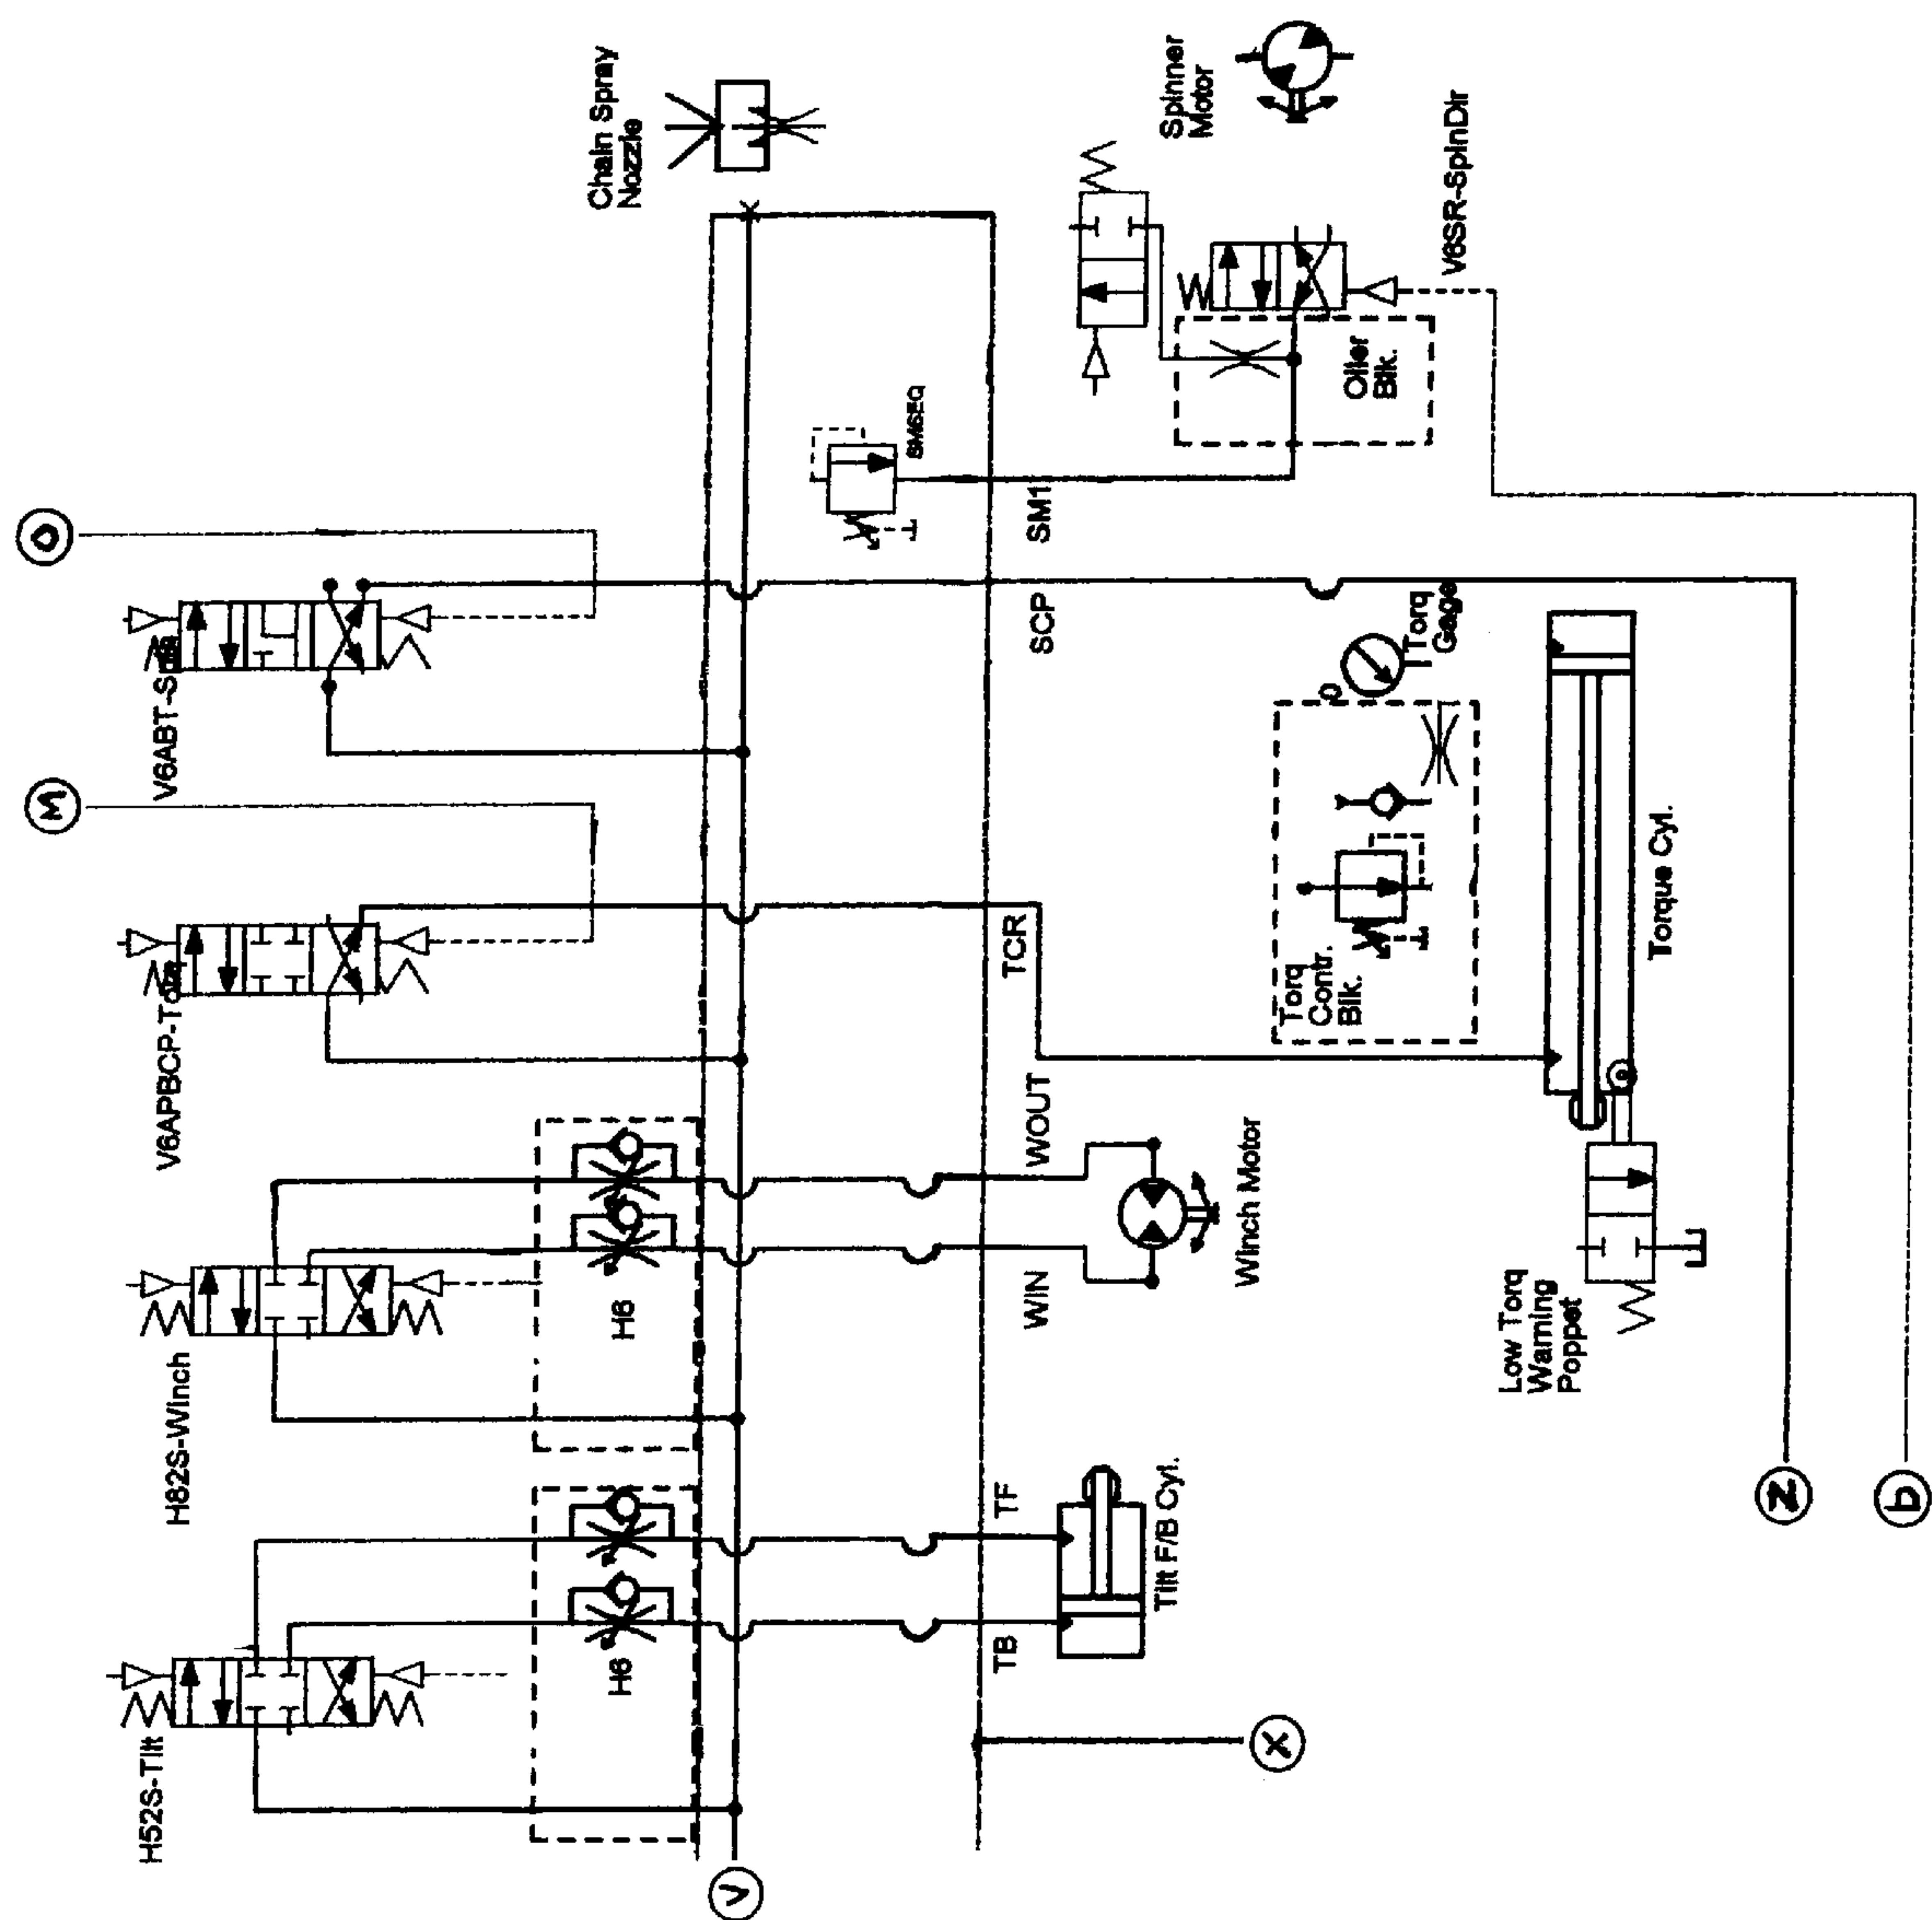 M
O
H52S-Tilt
H82S-Winch
V6APBCP-Torq
V6ABT-
Chain Spray
Nozzle
H6
H6
V
SM6EQ
TB
TF
WIN
WOUT
TCR
SCP
SM1
Tilt F/B Cyl.
Winch Motor
Spinner
Motor
X
Torq
Contr.
Blk.
0
Torq
Gage
Oiler
Blk.
V6SR-SpinDir
Low Torq
Warning
Poppet
Torque Cyl.
Z
b